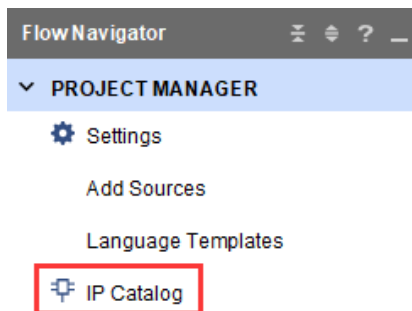 Flow Navigator ?
PROJECT MANAGER
Settings
Add Sources
Language Templates
IP Catalog